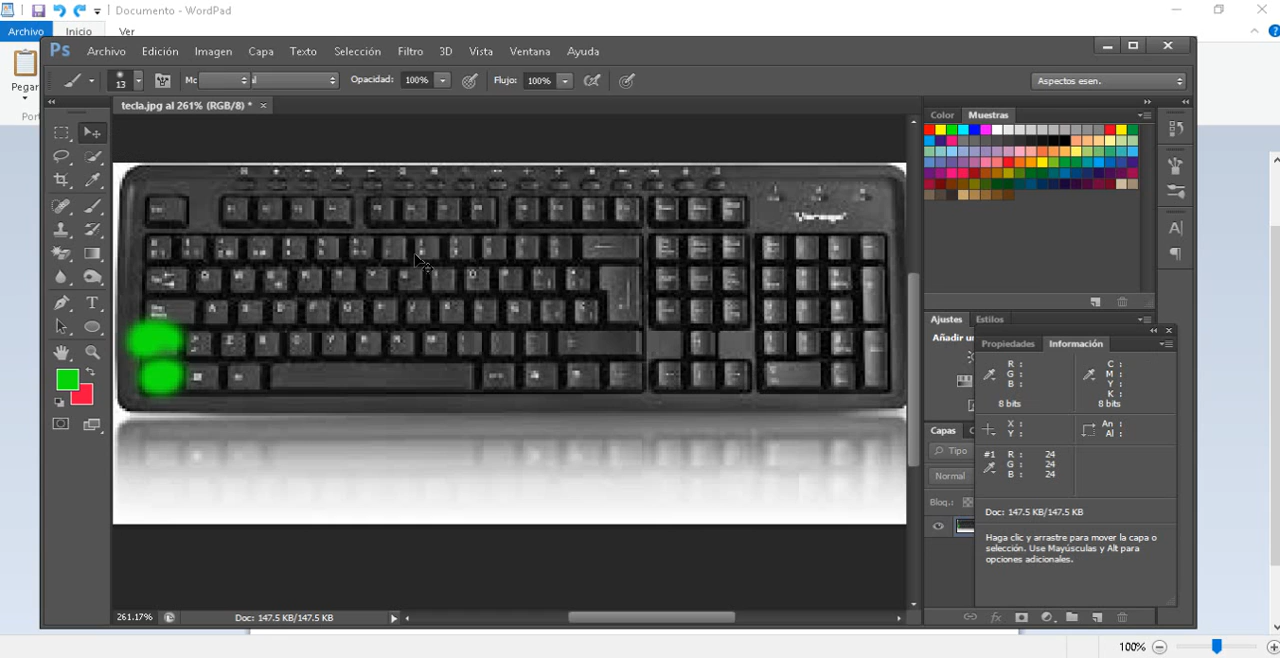 Documento - WordPad
Archivo Inicio Ver
Pegar
Ps Archivo Edición Imagen Capa Texto Selección Filtro 3D Vista Ventana Ayuda
13 Opacidad: 100% Flujo: 100% Aspectos esen.
tecla.jpg al 261% (RGB/8) *
Color Muestras
Ajustes Estilos
Añadir un
Propiedades Información
R : C :
G : M :
B : Y :
K :
8 bits 8 bits
X : An :
Y : Al :
#1 R : 24
G : 24
B : 24
Doc: 147.5 KB/147.5 KB
Haga clic y arrastre para mover la capa o
selección. Use Mayúsculas y Alt para
opciones adicionales.
Capas
Tipo
Normal
Bloq.:
261.17% Doc: 147.5 KB/147.5 KB
100%